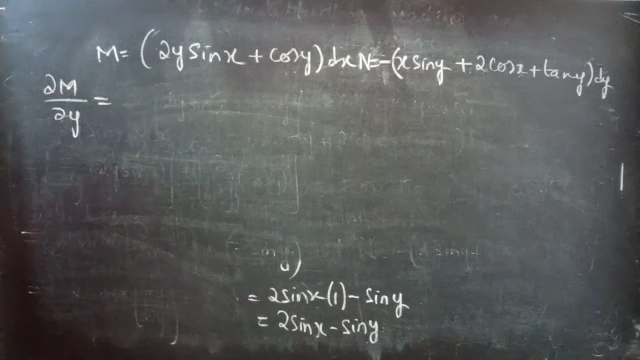 M= (2y sinx + cosy) dx N=-(x siny + 2cosx + tany) dy
∂M/∂y =
= 2sinx(1) - siny
= 2sinx - siny